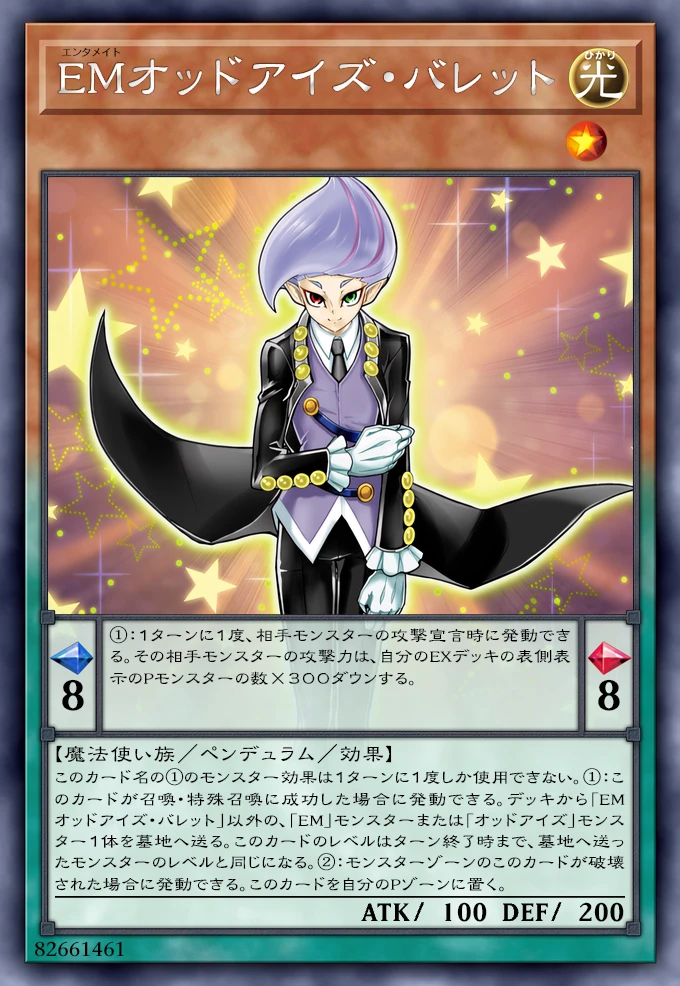 エンタメイト
EMオッドアイズ・バレット
ひかり
光
①：1ターンに1度、相手モンスターの攻撃宣言時に発動でき
る。その相手モンスターの攻撃力は、自分のEXデッキの表側表
示のPモンスターの数×300ダウンする。
8
8
【魔法使い族／ペンデュラム／効果】
このカード名の①のモンスター効果は1ターンに1度しか使用できない。①：こ
のカードが召喚・特殊召喚に成功した場合に発動できる。デッキから「EM
オッドアイズ・バレット」以外の、「EM」モンスターまたは「オッドアイズ」モンス
ター1体を墓地へ送る。このカードのレベルはターン終了時まで、墓地へ送っ
たモンスターのレベルと同じになる。②：モンスターゾーンのこのカードが破壊
された場合に発動できる。このカードを自分のPゾーンに置く。
ATK/ 100 DEF/ 200
82661461